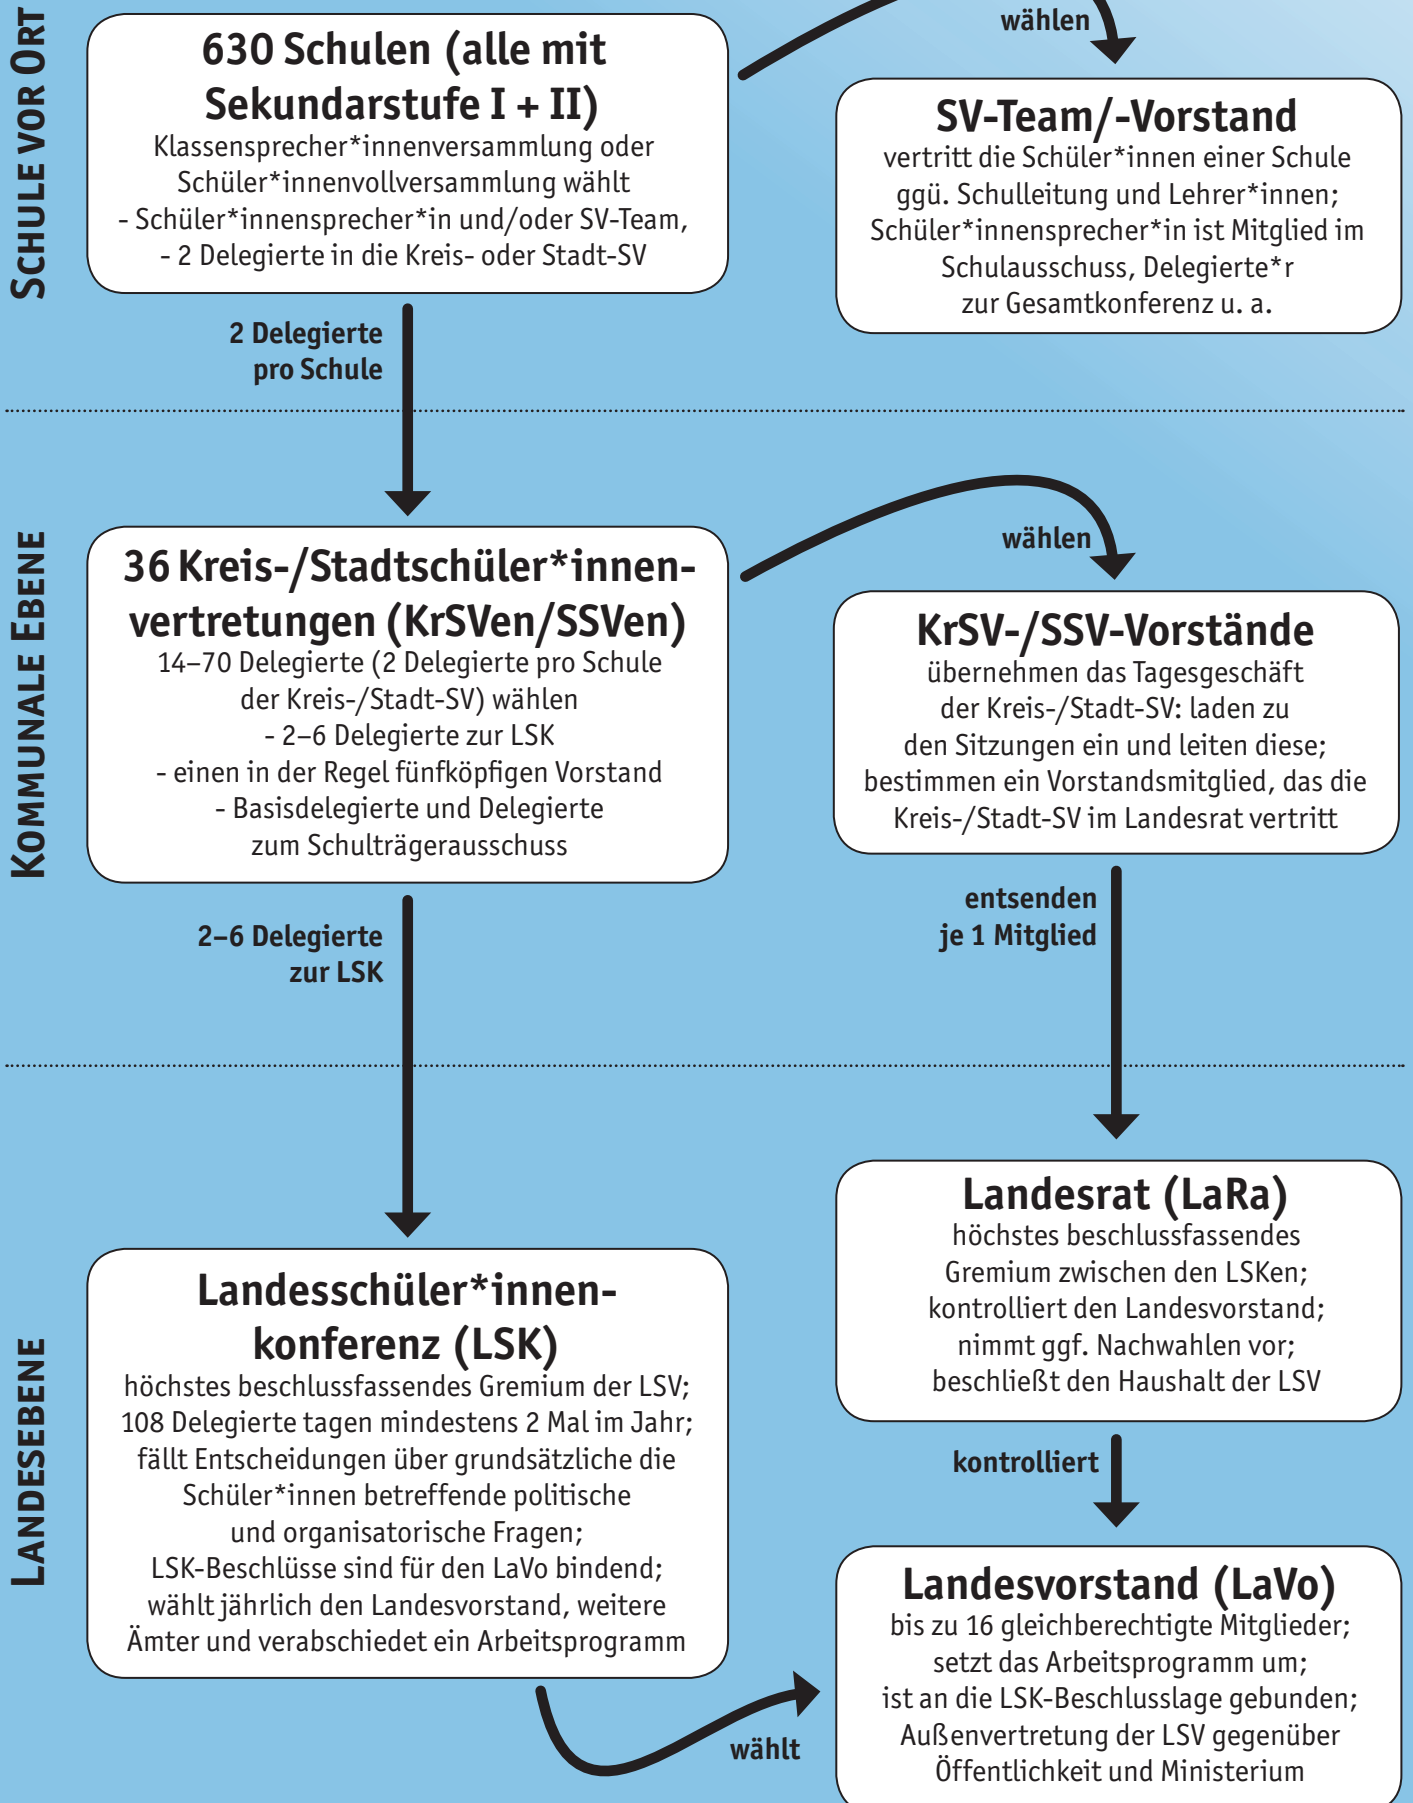 SCHULE VOR ORT
630 Schulen (alle mit
Sekundarstufe I + II)
Klassensprecher*innenversammlung oder
Schüler*innenvollversammlung wählt
- Schüler*innensprecher*in und/oder SV-Team,
- 2 Delegierte in die Kreis- oder Stadt-SV
wählen
SV-Team/-Vorstand
vertritt die Schüler*innen einer Schule
ggü. Schulleitung und Lehrer*innen;
Schüler*innensprecher*in ist Mitglied im
Schulausschuss, Delegierte*r
zur Gesamtkonferenz u. a.
2 Delegierte
pro Schule
KOMMUNALE EBENE
36 Kreis-/Stadtschüler*innen-
vertretungen (KrSVen/SSVen)
14–70 Delegierte (2 Delegierte pro Schule
der Kreis-/Stadt-SV) wählen
- 2–6 Delegierte zur LSK
- einen in der Regel fünfköpfigen Vorstand
- Basisdelegierte und Delegierte
zum Schulträgerausschuss
wählen
KrSV-/SSV-Vorstände
übernehmen das Tagesgeschäft
der Kreis-/Stadt-SV: laden zu
den Sitzungen ein und leiten diese;
bestimmen ein Vorstandsmitglied, das die
Kreis-/Stadt-SV im Landesrat vertritt
2–6 Delegierte
zur LSK
entsenden
je 1 Mitglied
LANDESEBENE
Landesschüler*innen-
konferenz (LSK)
höchstes beschlussfassendes Gremium der LSV;
108 Delegierte tagen mindestens 2 Mal im Jahr;
fällt Entscheidungen über grundsätzliche die
Schüler*innen betreffende politische
und organisatorische Fragen;
LSK-Beschlüsse sind für den LaVo bindend;
wählt jährlich den Landesvorstand, weitere
Ämter und verabschiedet ein Arbeitsprogramm
Landesrat (LaRa)
höchstes beschlussfassendes
Gremium zwischen den LSKen;
kontrolliert den Landesvorstand;
nimmt ggf. Nachwahlen vor;
beschließt den Haushalt der LSV
kontrolliert
wählt
Landesvorstand (LaVo)
bis zu 16 gleichberechtigte Mitglieder;
setzt das Arbeitsprogramm um;
ist an die LSK-Beschlusslage gebunden;
Außenvertretung der LSV gegenüber
Öffentlichkeit und Ministerium